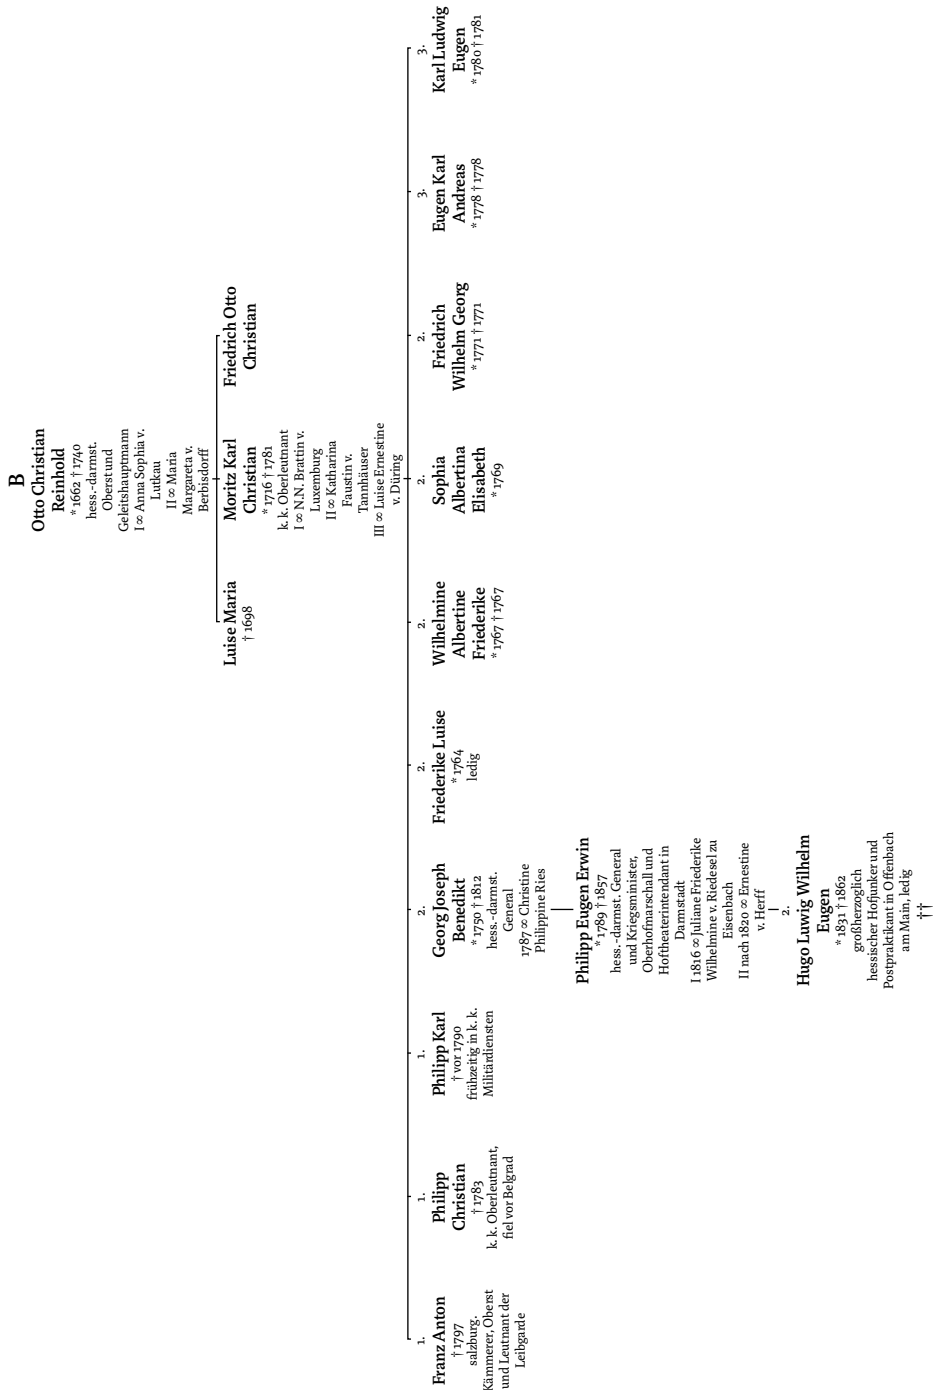 B
Otto Christian
Reinhold
* 1662 † 1740
hess.-darmst.
Oberst und
Geleitshauptmann
I ∞ Anna Sophia v.
Lutkau
II ∞ Maria
Margareta v.
Berbisdorff
Luise Maria
† 1698
Moritz Karl
Christian
* 1716 † 1781
k. k. Oberleutnant
I ∞ N.N. Brattin v.
Luxemburg
II ∞ Katharina
Faustin v.
Tannhäuser
III ∞ Luise Ernestine
v. Düring
Friedrich Otto
Christian
1.
Franz Anton
† 1797
salzburg.
Kämmerer, Oberst
und Leutnant der
Leibgarde
1.
Philipp
Christian
† 1783
k. k. Oberleutnant,
fiel vor Belgrad
1.
Philipp Karl
† vor 1790
frühzeitig in k. k.
Militärdiensten
2.
Georg Joseph
Benedikt
* 1750 † 1812
hess.-darmst.
General
1787 ∞ Christine
Philippine Ries
Philipp Eugen Erwin
* 1789 † 1857
hess.-darmst. General
und Kriegsminister,
Oberhofmarschall und
Hoftheaterintendant in
Darmstadt
I 1816 ∞ Juliane Friederike
Wilhelmine v. Riedesel zu
Eisenbach
II nach 1820 ∞ Ernestine
v. Herff
2.
Hugo Luwig Wilhelm
Eugen
* 1831 † 1862
großherzoglich
hessischer Hofjunker und
Postpraktikant in Offenbach
am Main, ledig
††
2.
Friederike Luise
* 1764
ledig
2.
Wilhelmine
Albertine
Friederike
* 1767 † 1767
2.
Sophia
Albertina
Elisabeth
* 1769
2.
Friedrich
Wilhelm Georg
* 1771 † 1771
3.
Eugen Karl
Andreas
* 1778 † 1778
3.
Karl Ludwig
Eugen
* 1780 † 1781